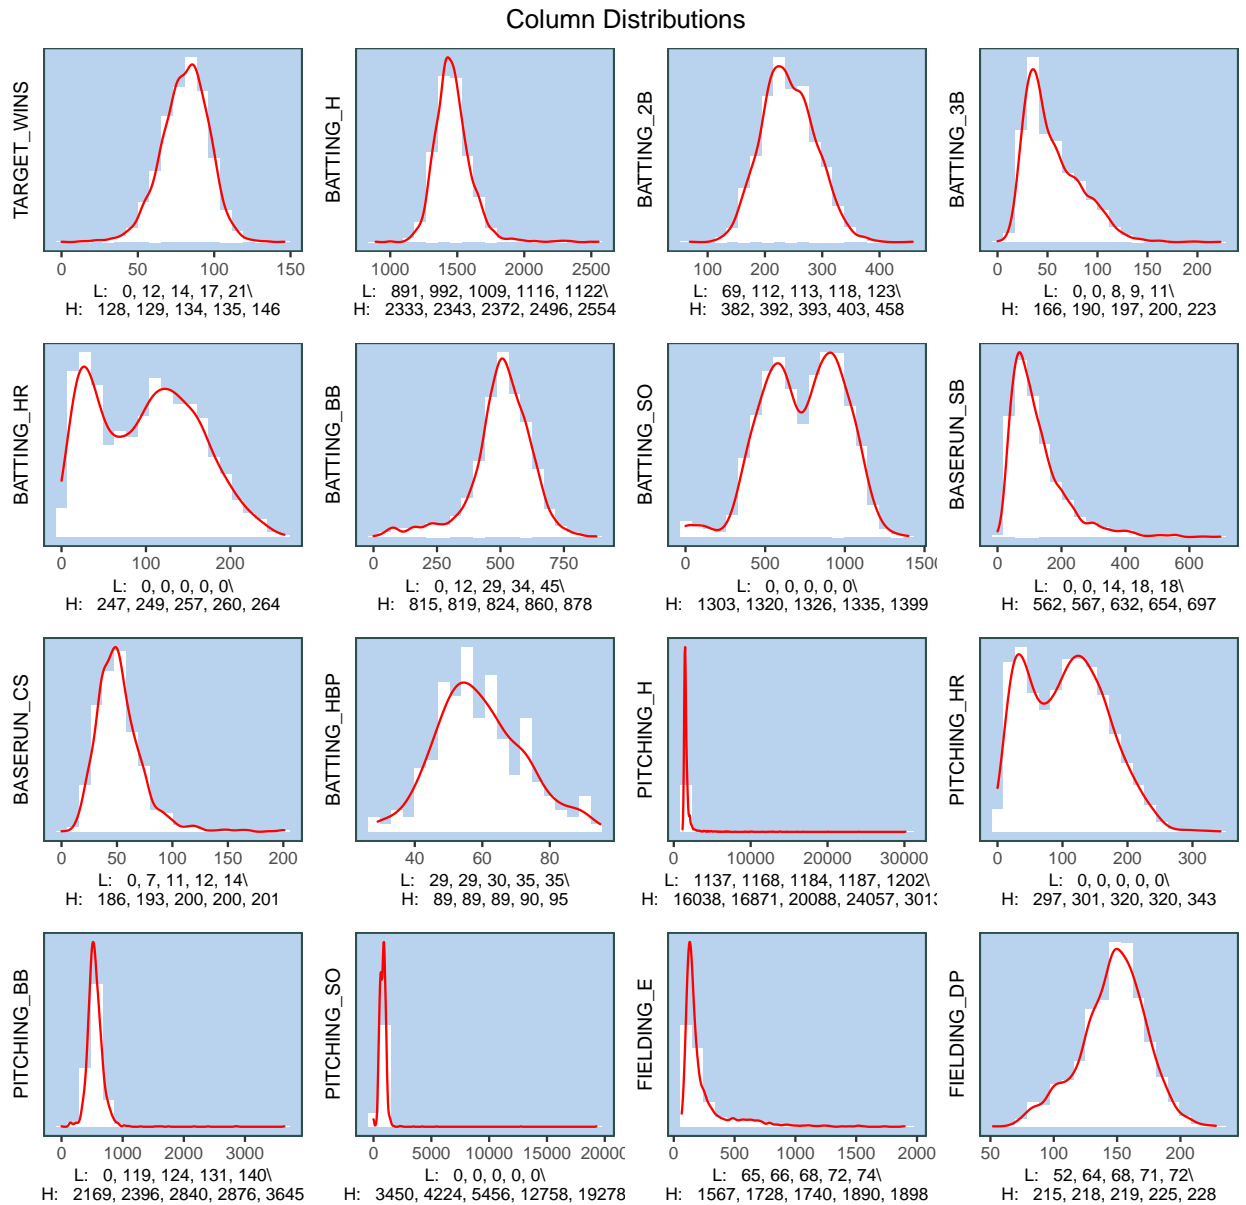 Column Distributions
TARGET_WINS
0 50 100 150
L: 0, 12, 14, 17, 21\
H: 128, 129, 134, 135, 146
BATTING_H
1000 1500 2000 2500
L: 891, 992, 1009, 1116, 1122\
H: 2333, 2343, 2372, 2496, 2554
BATTING_2B
100 200 300 400
L: 69, 112, 113, 118, 123\
H: 382, 392, 393, 403, 458
BATTING_3B
0 50 100 150 200
L: 0, 0, 8, 9, 11\
H: 166, 190, 197, 200, 223
BATTING_HR
0 100 200
L: 0, 0, 0, 0, 0\
H: 247, 249, 257, 260, 264
BATTING_BB
0 250 500 750
L: 0, 12, 29, 34, 45\
H: 815, 819, 824, 860, 878
BATTING_SO
0 500 1000 150
L: 0, 0, 0, 0, 0\
H: 1303, 1320, 1326, 1335, 1399
BASERUN_SB
0 200 400 600
L: 0, 0, 14, 18, 18\
H: 562, 567, 632, 654, 697
BASERUN_CS
0 50 100 150 200
L: 0, 7, 11, 12, 14\
H: 186, 193, 200, 200, 201
BATTING_HBP
40 60 80
L: 29, 29, 30, 35, 35\
H: 89, 89, 89, 90, 95
PITCHING_H
0 10000 20000 30000
L: 1137, 1168, 1184, 1187, 1202\
H: 16038, 16871, 20088, 24057, 301
PITCHING_HR
0 100 200 300
L: 0, 0, 0, 0, 0\
H: 297, 301, 320, 320, 343
PITCHING_BB
0 1000 2000 3000
L: 0, 119, 124, 131, 140\
H: 2169, 2396, 2840, 2876, 3645
PITCHING_SO
0 5000 10000 15000 2000
L: 0, 0, 0, 0, 0\
H: 3450, 4224, 5456, 12758, 19278
FIELDING_E
0 500 1000 1500 2000
L: 65, 66, 68, 72, 74\
H: 1567, 1728, 1740, 1890, 1898
FIELDING_DP
50 100 150 200
L: 52, 64, 68, 71, 72\
H: 215, 218, 219, 225, 228